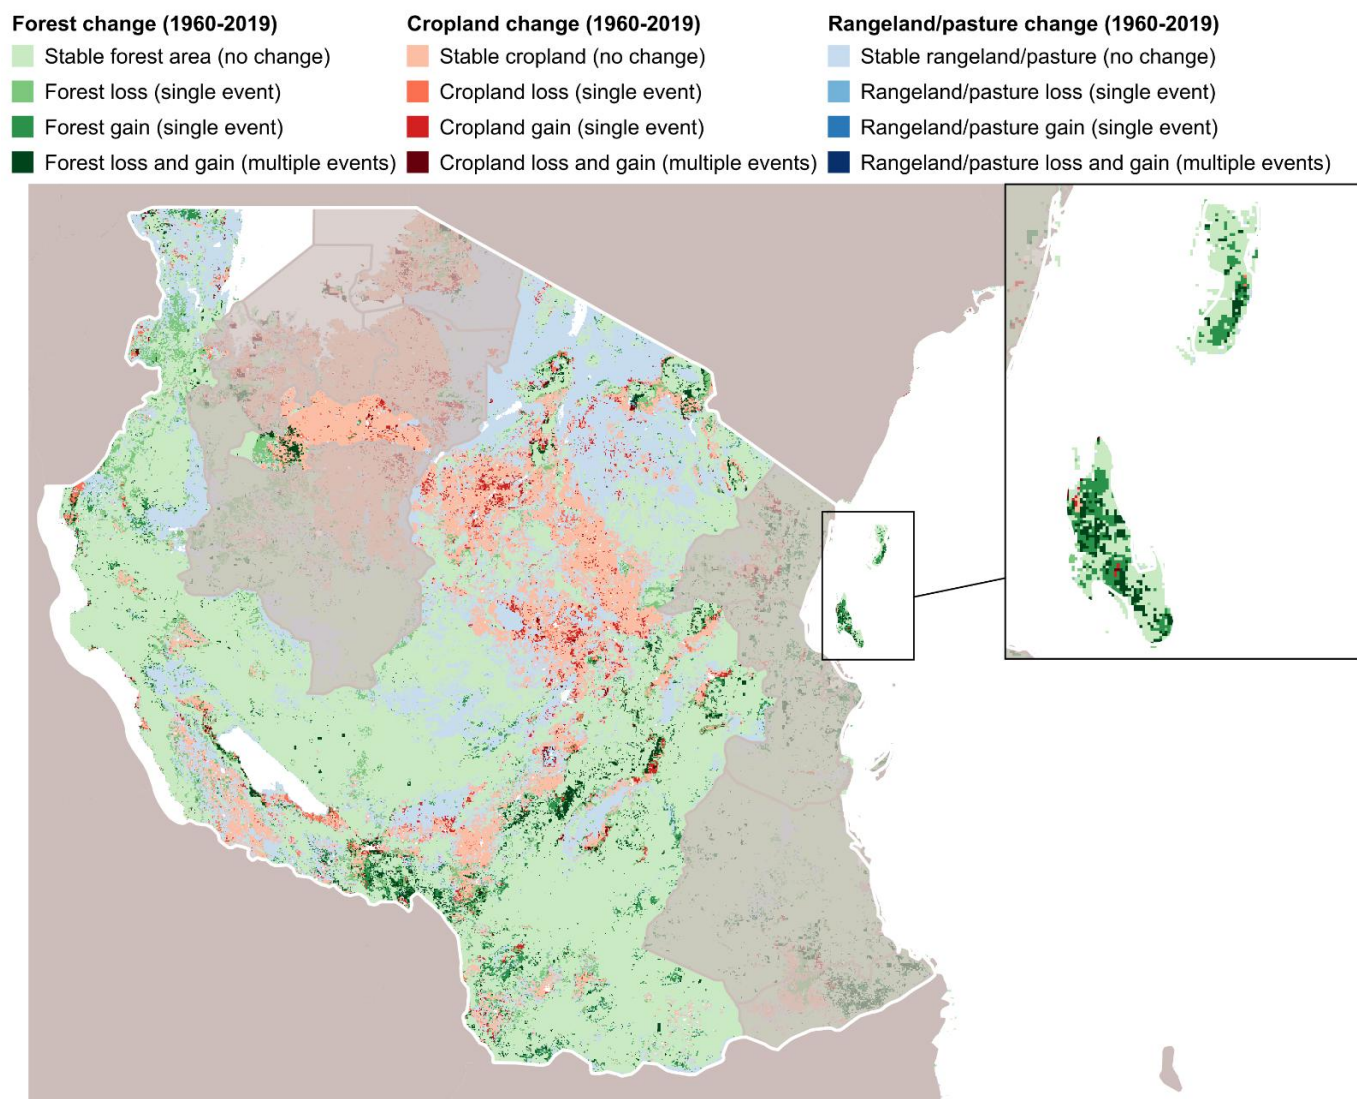 Forest change (1960-2019)
Stable forest area (no change)
Forest loss (single event)
Forest gain (single event)
Forest loss and gain (multiple events)
Cropland change (1960-2019)
Stable cropland (no change)
Cropland loss (single event)
Cropland gain (single event)
Cropland loss and gain (multiple events)
Rangeland/pasture change (1960-2019)
Stable rangeland/pasture (no change)
Rangeland/pasture loss (single event)
Rangeland/pasture gain (single event)
Rangeland/pasture loss and gain (multiple events)